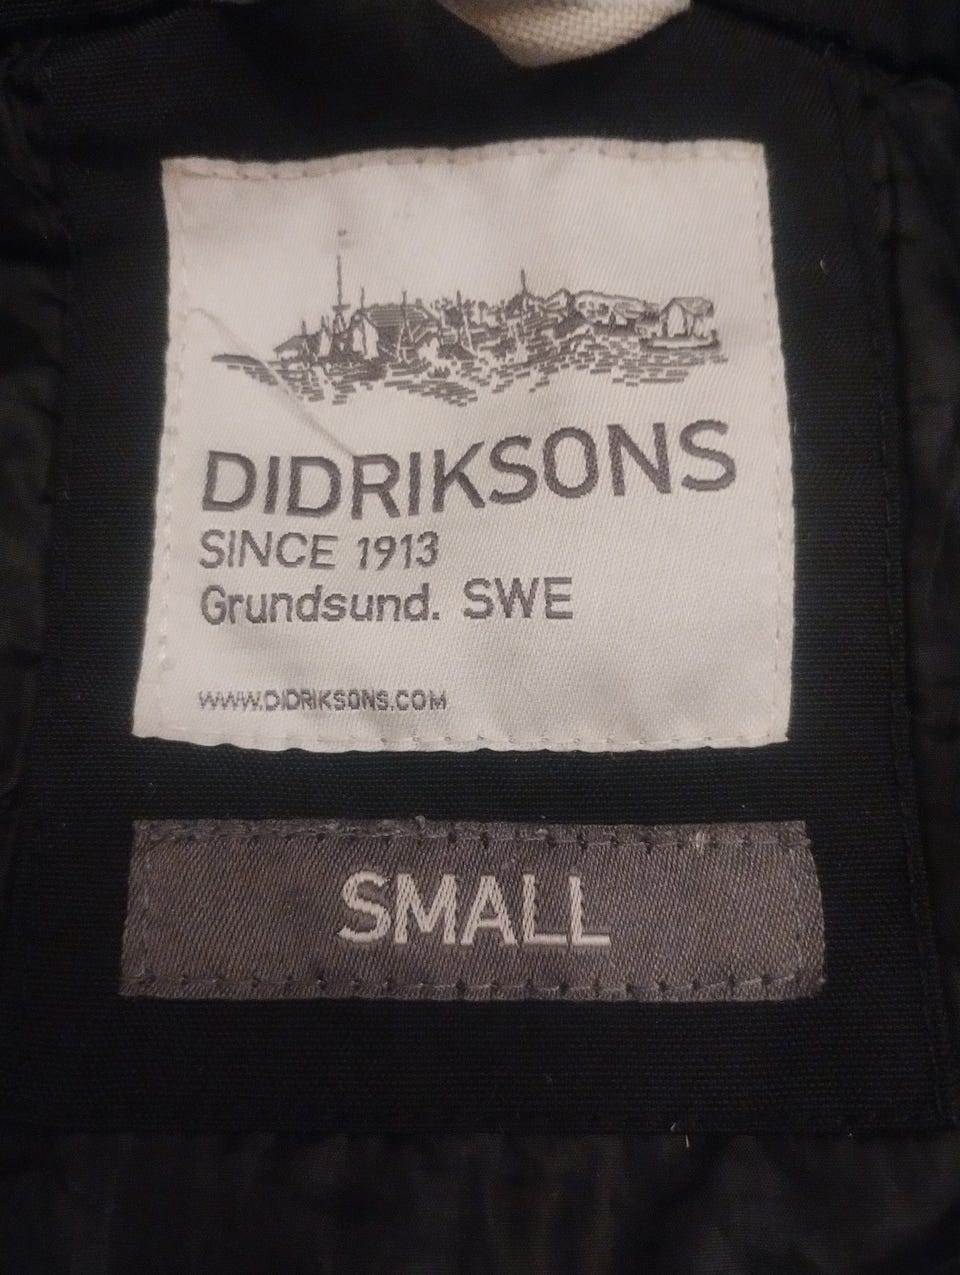 DIDRIKSONS
SINCE 1913
Grundsund. SWE
WWW.DIDRIKSONS.COM
SMALL